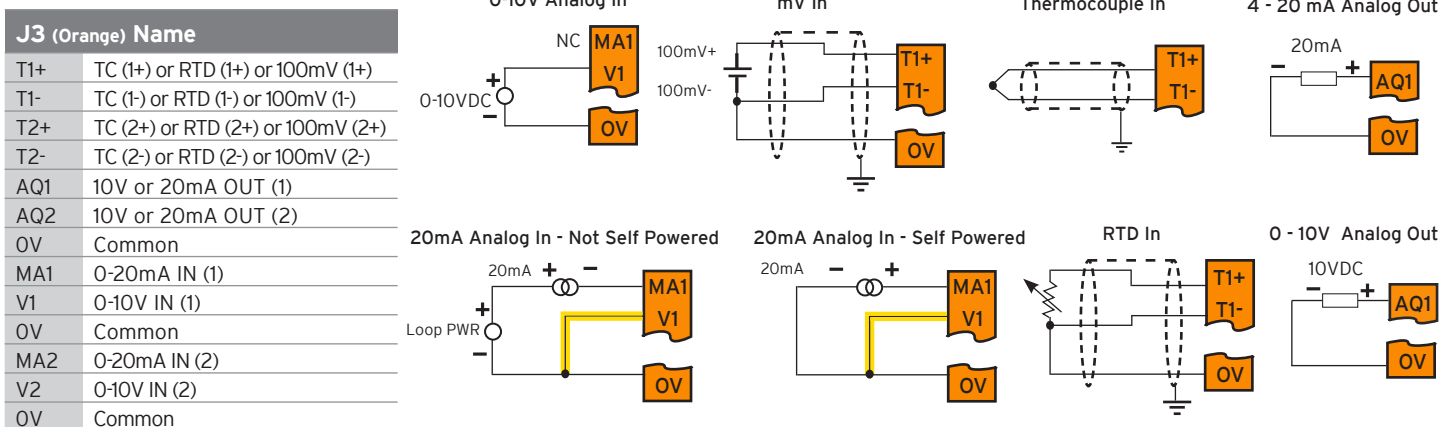 J3 (Orange) Name
T1+ TC (1+) or RTD (1+) or 100mV (1+)
T1- TC (1-) or RTD (1-) or 100mV (1-)
T2+ TC (2+) or RTD (2+) or 100mV (2+)
T2- TC (2-) or RTD (2-) or 100mV (2-)
AQ1 10V or 20mA OUT (1)
AQ2 10V or 20mA OUT (2)
0V Common
MA1 0-20mA IN (1)
V1 0-10V IN (1)
0V Common
MA2 0-20mA IN (2)
V2 0-10V IN (2)
0V Common
0-10V Analog In
NC MA1
V1
+
0-10VDC
−
0V
mV In
100mV+
100mV-
T1+
T1-
0V
Thermocouple In
T1+
T1-
4 - 20 mA Analog Out
20mA
− +
AQ1
0V
20mA Analog In - Not Self Powered
20mA + −
MA1
V1
+
Loop PWR
−
0V
20mA Analog In - Self Powered
20mA − +
MA1
V1
0V
RTD In
T1+
T1-
0V
0 - 10V Analog Out
10VDC
− +
AQ1
0V